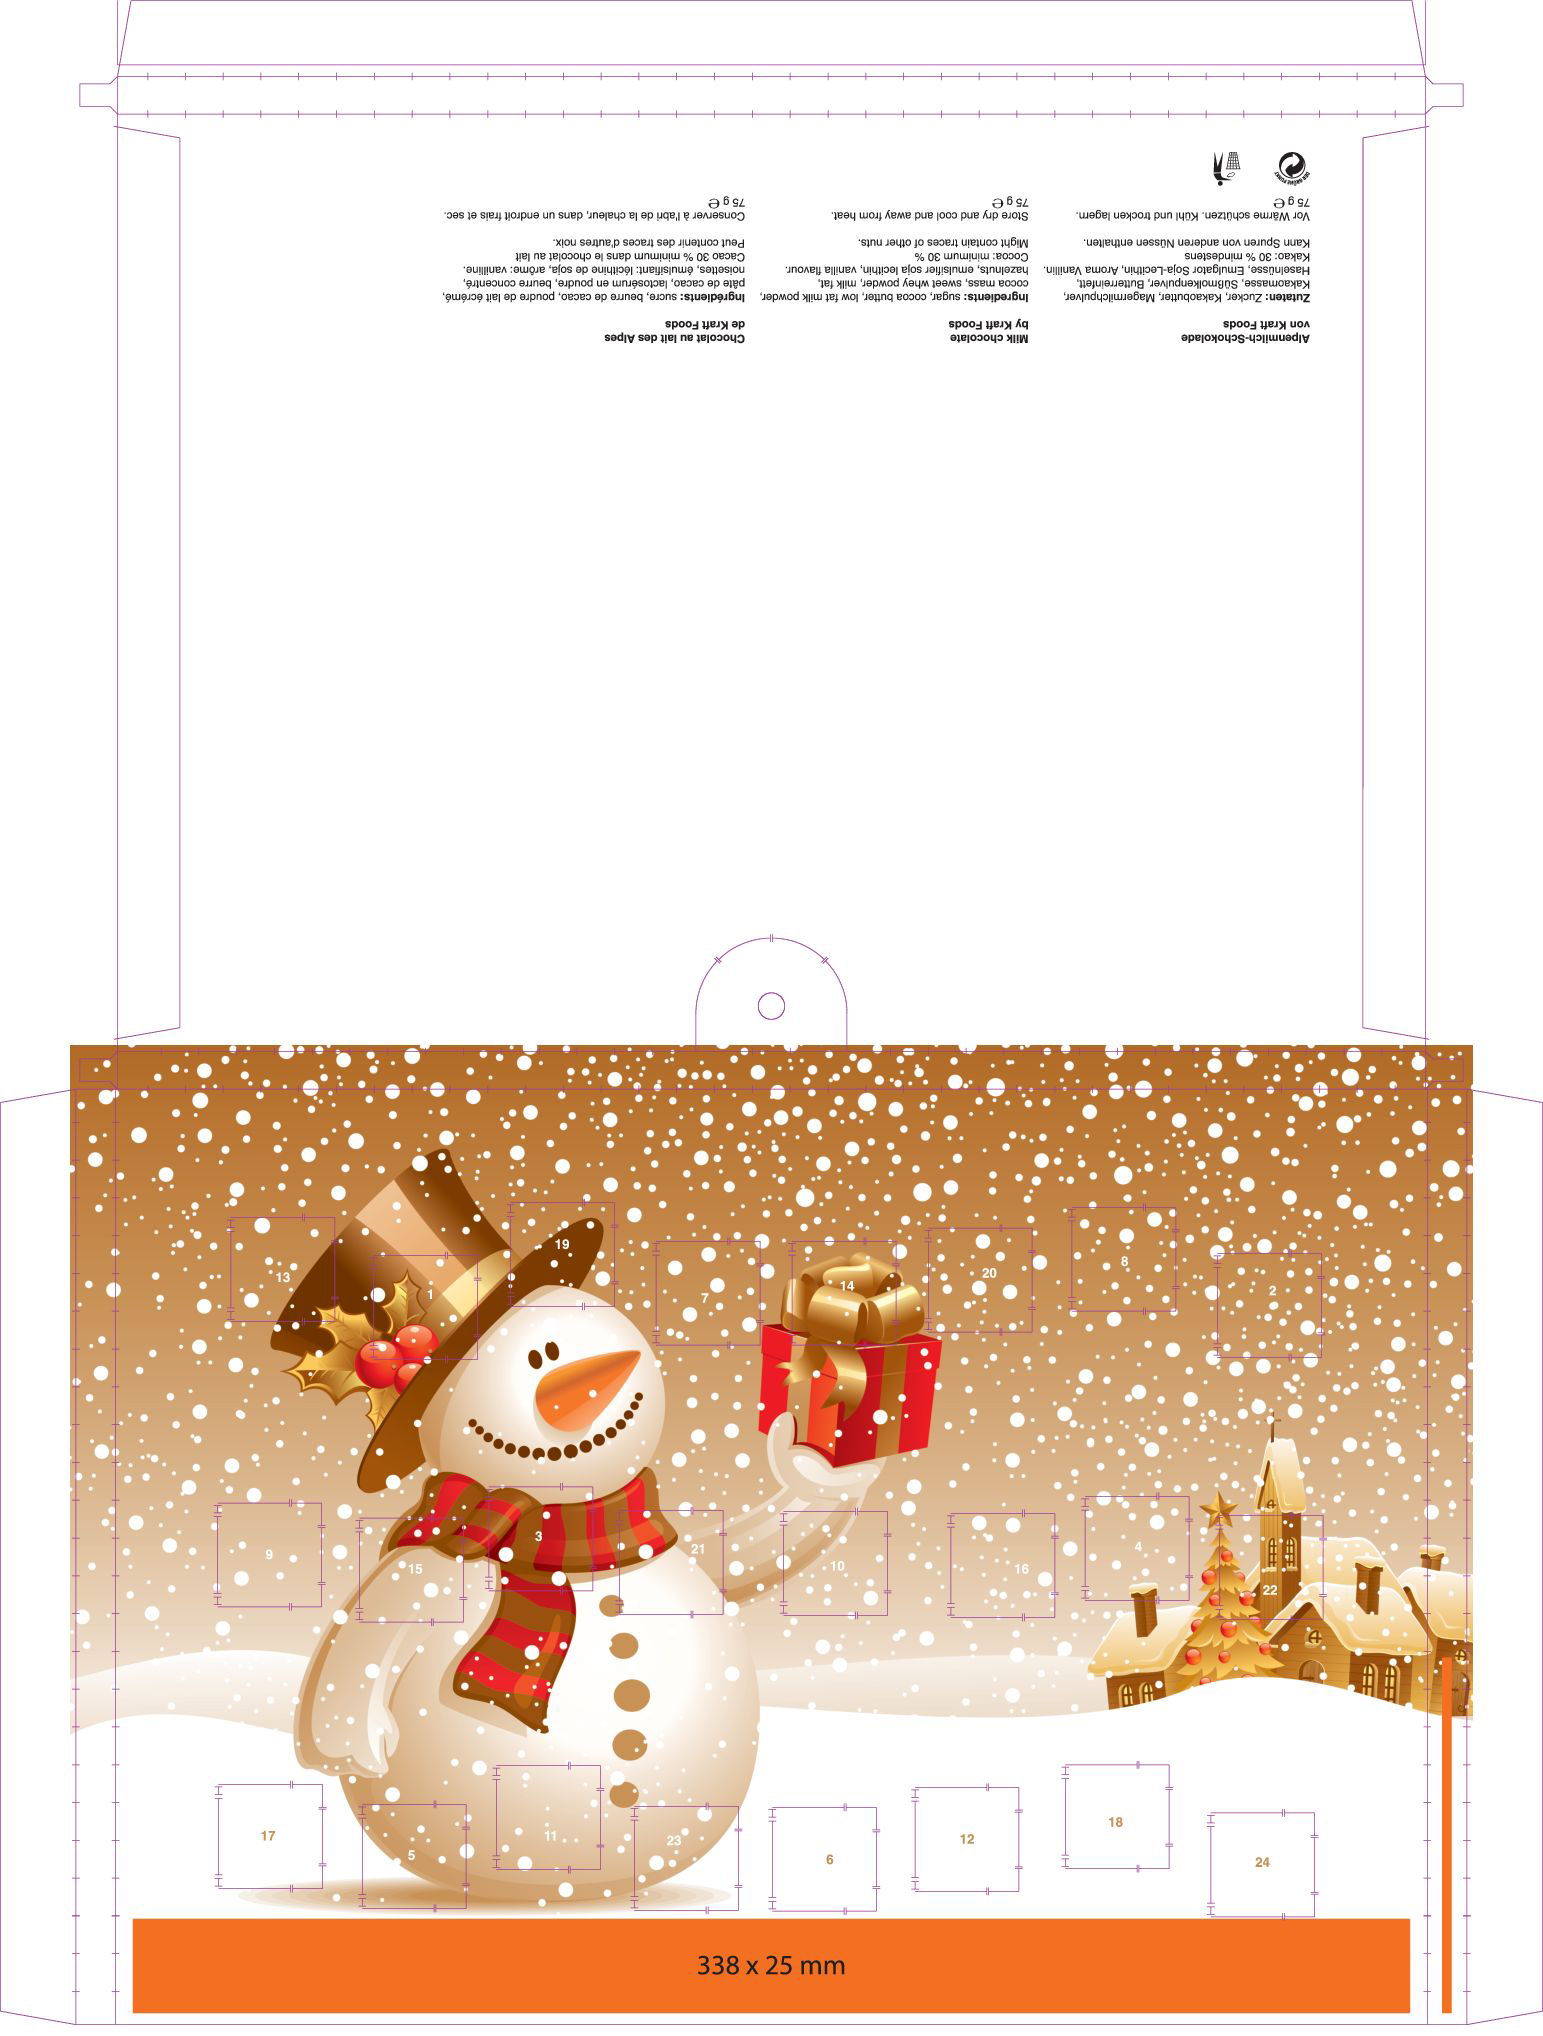 Alpenmilch-Schokolade
von Kraft Foods
Zutaten: Zucker, Kakaobutter, Magermilchpulver,
Kakaomasse, Süßmolkenpulver, Butterreinfett,
Haselnüsse, Emulgator Soja-Lecithin, Aroma Vanillin.
Kakao: 30 % mindestens
Kann Spuren von anderen Nüssen enthalten.
Vor Wärme schützen. Kühl und trocken lagern.
75 g ℮
DER GRÜNE PUNKT
Milk chocolate
by Kraft Foods
Ingredients: sugar, cocoa butter, low fat milk powder,
cocoa mass, sweet whey powder, milk fat,
hazelnuts, emulsifier soja lecithin, vanilla flavour.
Cocoa: minimum 30 %
Might contain traces of other nuts.
Store dry and cool and away from heat.
75 g ℮
Chocolat au lait des Alpes
de Kraft Foods
Ingrédients: sucre, beurre de cacao, poudre de lait écrémé,
pâte de cacao, lactosérum en poudre, beurre concentré,
noisettes, émulsifiant: lécithine de soja, arôme: vanilline.
Cacao 30 % minimum dans le chocolat au lait
Peut contenir des traces d'autres noix.
Conserver à l'abri de la chaleur, dans un endroit frais et sec.
75 g ℮
13
1
19
7
14
20
8
2
9
15
3
21
10
16
4
22
17
5
11
23
6
12
18
24
338 x 25 mm